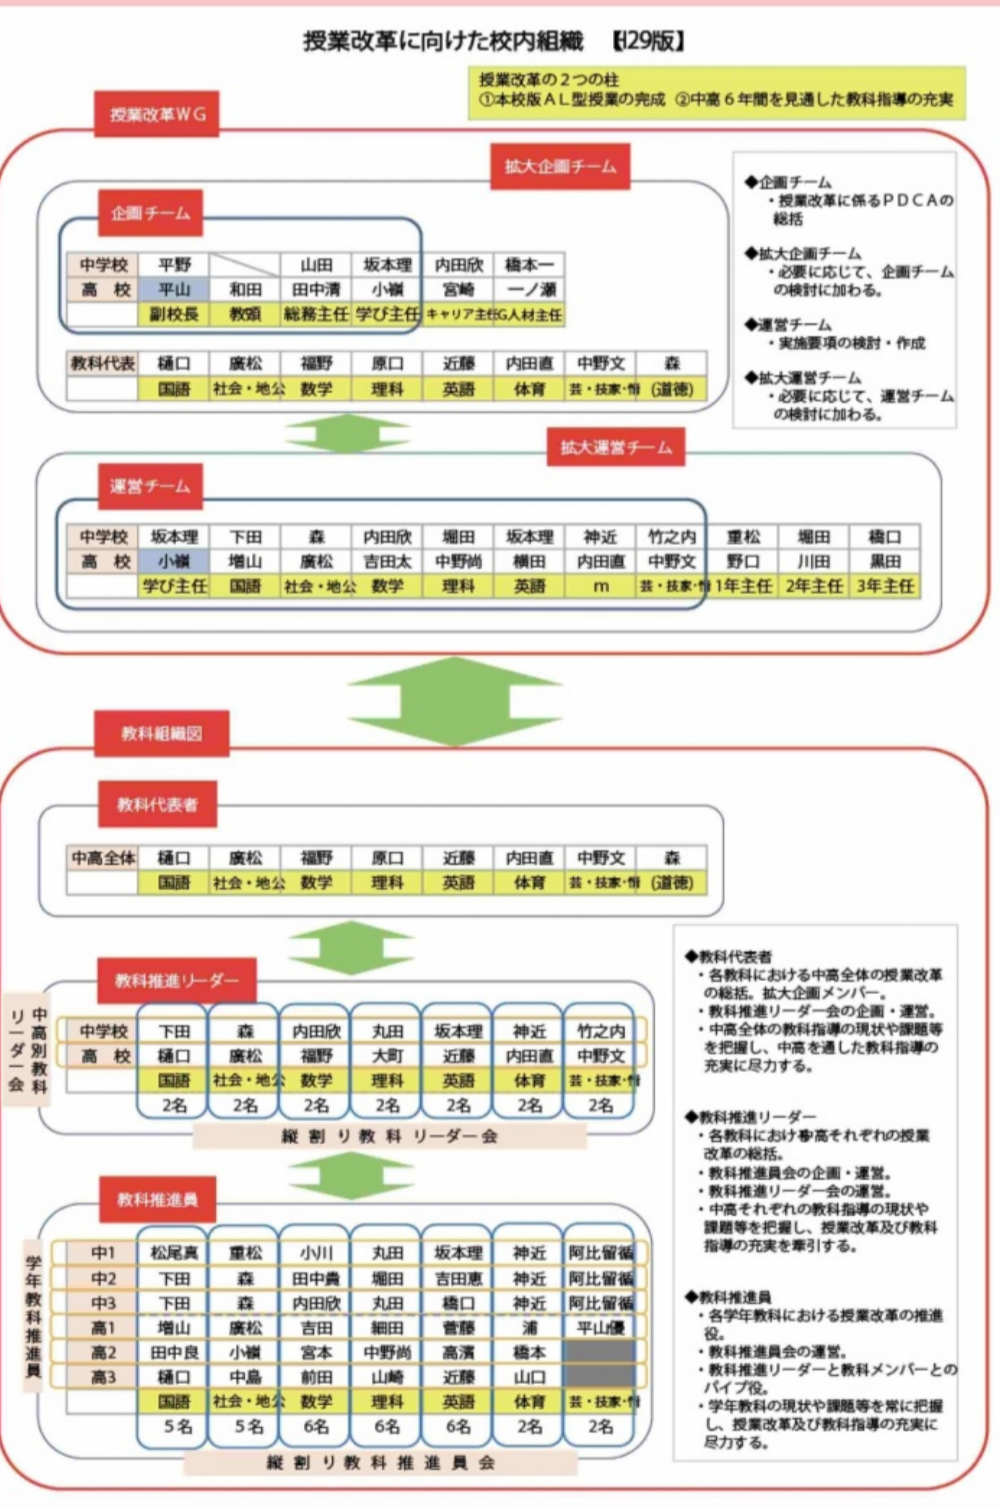 授業改革に向けた校内組織 【H29版】
授業改革の２つの柱
①本校版ＡＬ型授業の完成 ②中高６年間を見通した教科指導の充実
授業改革ＷＧ
拡大企画チーム
企画チーム
中学校 平野 山田 坂本理 内田欣 橋本一
高 校 平山 和田 田中清 小嶺 宮崎 一ノ瀬
副校長 教頭 総務主任 学び主任 キャリア主任 G人材主任
教科代表 樋口 廣松 福野 原口 近藤 内田直 中野文 森
国語 社会・地公 数学 理科 英語 体育 芸・技家・情 (道徳)
◆企画チーム
・授業改革に係るＰＤＣＡの
総括
◆拡大企画チーム
・必要に応じて、企画チーム
の検討に加わる。
◆運営チーム
・実施要項の検討・作成
◆拡大運営チーム
・必要に応じて、運営チーム
の検討に加わる。
拡大運営チーム
運営チーム
中学校 坂本理 下田 森 内田欣 堀田 坂本理 神近 竹之内 重松 堀田 橋口
高 校 小嶺 増山 廣松 吉田太 中野尚 横田 内田直 中野文 野口 川田 黒田
学び主任 国語 社会・地公 数学 理科 英語 m 芸・技家・情 1年主任 2年主任 3年主任
教科組織図
教科代表者
中高全体 樋口 廣松 福野 原口 近藤 内田直 中野文 森
国語 社会・地公 数学 理科 英語 体育 芸・技家・情 (道徳)
教科推進リーダー
中高別教科
リーダー会
中学校 下田 森 内田欣 丸田 坂本理 神近 竹之内
高 校 樋口 廣松 福野 大町 近藤 内田直 中野文
国語 社会・地公 数学 理科 英語 体育 芸・技家・情
2名 2名 2名 2名 2名 2名 2名
縦割り教科リーダー会
教科推進員
学年教科推進員
中1 松尾真 重松 小川 丸田 坂本理 神近 阿比留循
中2 下田 森 田中貴 堀田 吉田恵 神近 阿比留循
中3 下田 森 内田欣 丸田 橋口 神近 阿比留循
高1 増山 廣松 吉田 細田 菅藤 浦 平山優
高2 田中良 小嶺 宮本 中野尚 高濱 橋本
高3 樋口 中島 前田 山崎 近藤 山口
国語 社会・地公 数学 理科 英語 体育 芸・技家・情
5名 5名 6名 6名 6名 2名 2名
縦割り教科推進員会
◆教科代表者
・各教科における中高全体の授業改革
の総括。拡大企画メンバー。
・教科推進リーダー会の企画・運営。
・中高全体の教科指導の現状や課題等
を把握し、中高を通した教科指導の
充実に尽力する。
◆教科推進リーダー
・各教科における中高それぞれの授業
改革の総括。
・教科推進員会の企画・運営。
・教科推進リーダー会の運営。
・中高それぞれの教科指導の現状や
課題等を把握し、授業改革及び教科
指導の充実を牽引する。
◆教科推進員
・各学年教科における授業改革の推進
役。
・教科推進員会の運営。
・教科推進リーダーと教科メンバーとの
パイプ役。
・学年教科の現状や課題等を常に把握
し、授業改革及び教科指導の充実に
尽力する。